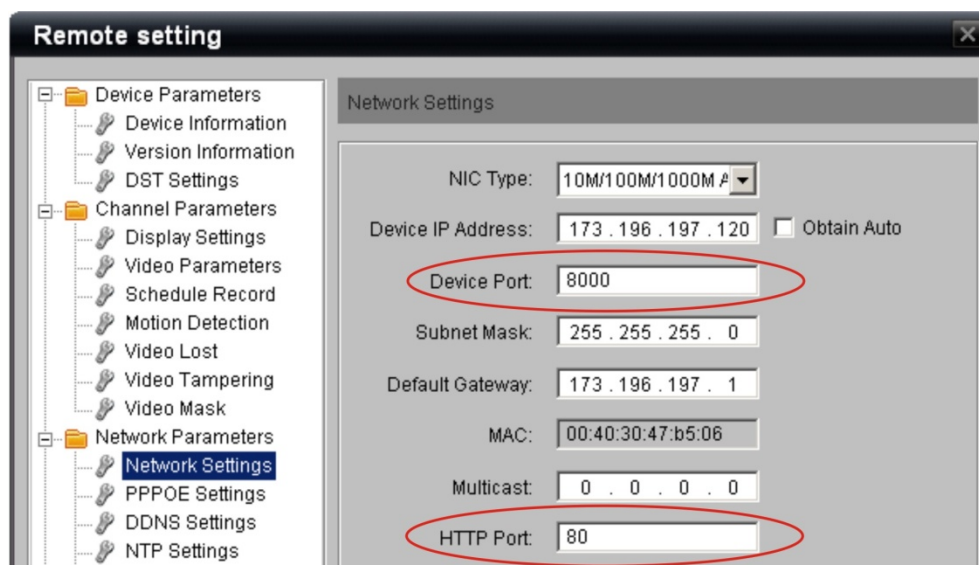 Remote setting
Device Parameters
Device Information
Version Information
DST Settings
Channel Parameters
Display Settings
Video Parameters
Schedule Record
Motion Detection
Video Lost
Video Tampering
Video Mask
Network Parameters
Network Settings
PPPOE Settings
DDNS Settings
NTP Settings
Network Settings
NIC Type: 10M/100M/1000M A
Device IP Address: 173 . 196 . 197 . 120 Obtain Auto
Device Port: 8000
Subnet Mask: 255 . 255 . 255 . 0
Default Gateway: 173 . 196 . 197 . 1
MAC: 00:40:30:47:b5:06
Multicast: 0 . 0 . 0 . 0
HTTP Port: 80